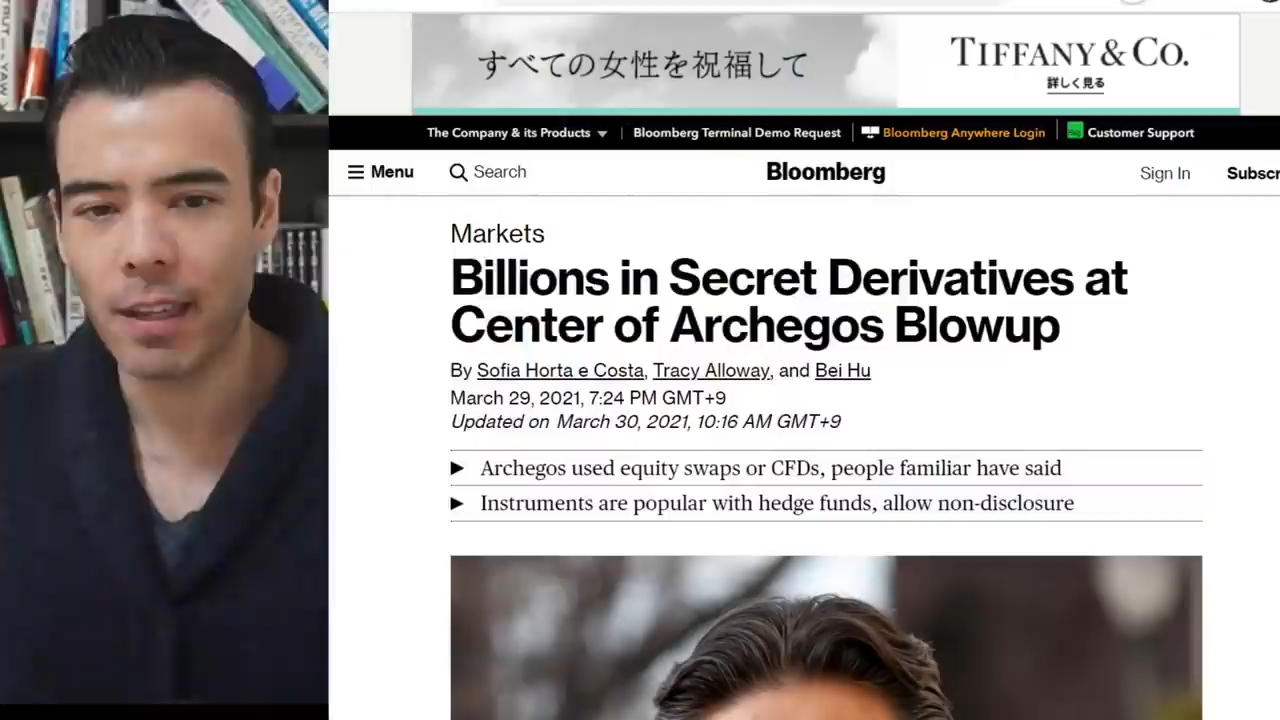 すべての女性を祝福して
TIFFANY & CO.
詳しく見る
The Company & its Products
Bloomberg Terminal Demo Request
Bloomberg Anywhere Login
Customer Support
Menu
Search
Bloomberg
Sign In
Subscr
Markets
Billions in Secret Derivatives at
Center of Archegos Blowup
By Sofia Horta e Costa, Tracy Alloway, and Bei Hu
March 29, 2021, 7:24 PM GMT+9
Updated on March 30, 2021, 10:16 AM GMT+9
Archegos used equity swaps or CFDs, people familiar have said
Instruments are popular with hedge funds, allow non-disclosure